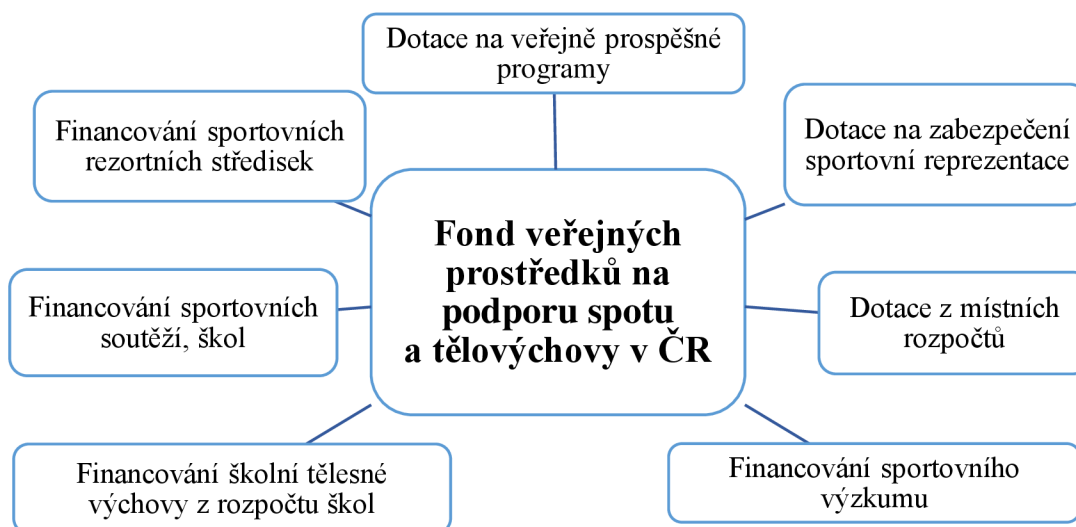 Dotace na veřejně prospěšné
programy
Financování sportovních
rezortních středisek
Dotace na zabezpečení
sportovní reprezentace
Fond veřejných
prostředků na
podporu spotu
a tělovýchovy v ČR
Financování sportovních
soutěží, škol
Dotace z místních
rozpočtů
Financování školní tělesné
výchovy z rozpočtu škol
Financování sportovního
výzkumu